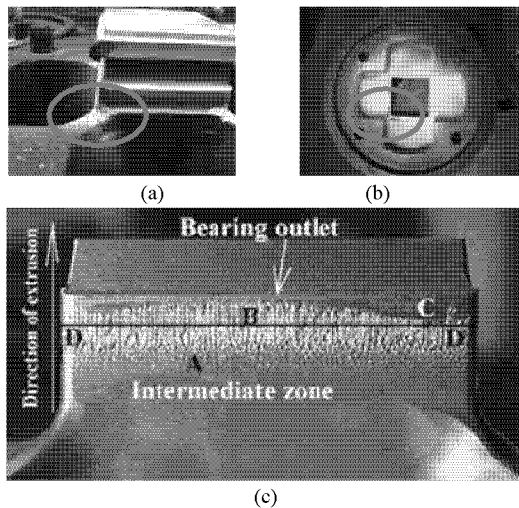 (a)
(b)
Bearing outlet
Direction of extrusion
B
C
D
D
A
Intermediate zone
(c)